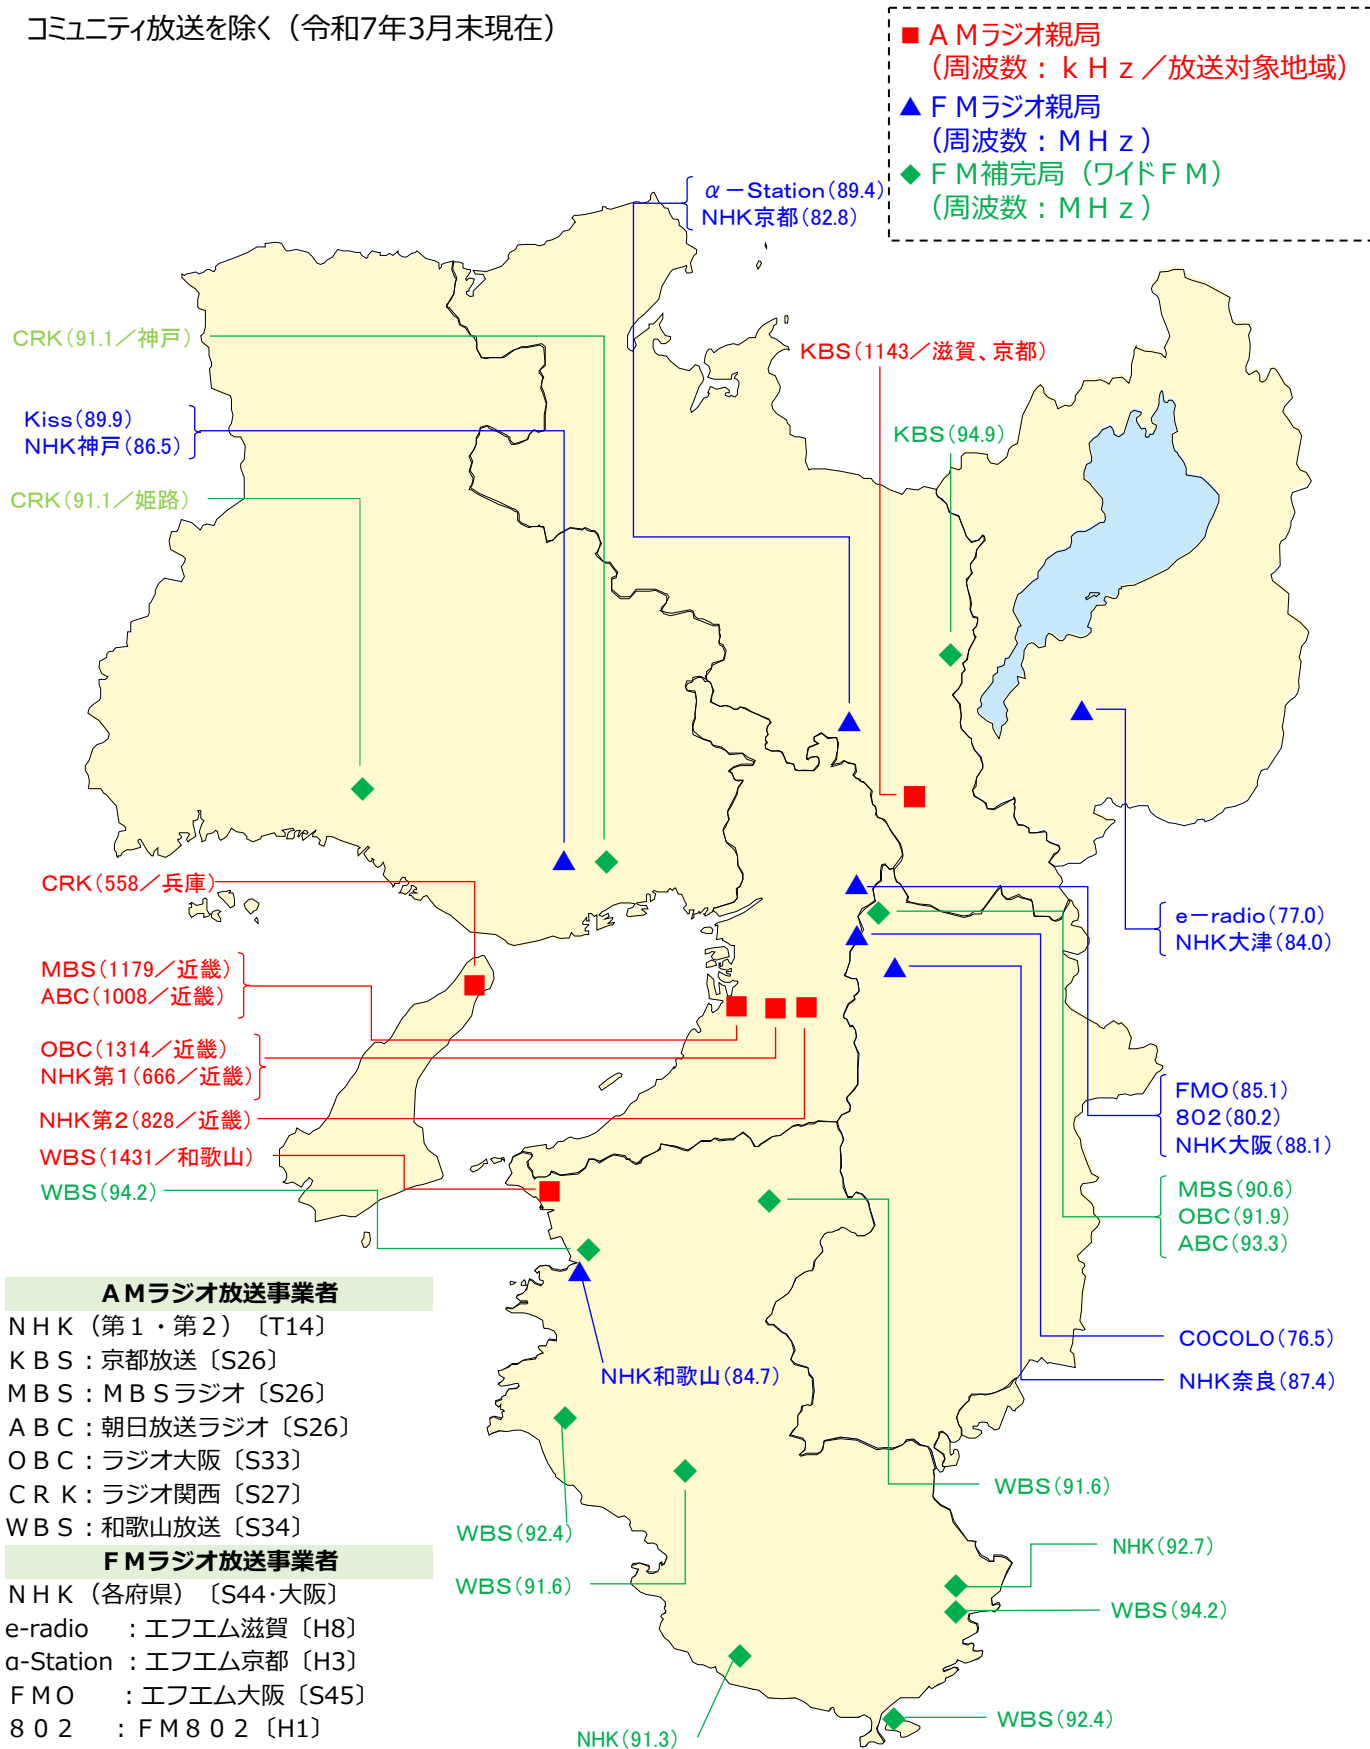 コミュニティ放送を除く（令和7年3月末現在）
■ＡＭラジオ親局
（周波数：ｋＨｚ／放送対象地域）
▲ＦＭラジオ親局
（周波数：ＭＨｚ）
◆ＦＭ補完局（ワイドＦＭ）
（周波数：ＭＨｚ）
α－Station(89.4)
NHK京都(82.8)
CRK(91.1／神戸)
KBS(1143／滋賀、京都)
Kiss(89.9)
NHK神戸(86.5)
KBS(94.9)
CRK(91.1／姫路)
CRK(558／兵庫)
e－radio(77.0)
NHK大津(84.0)
MBS(1179／近畿)
ABC(1008／近畿)
OBC(1314／近畿)
NHK第1(666／近畿)
NHK第2(828／近畿)
WBS(1431／和歌山)
WBS(94.2)
FMO(85.1)
802(80.2)
NHK大阪(88.1)
MBS(90.6)
OBC(91.9)
ABC(93.3)
COCOLO(76.5)
NHK奈良(87.4)
NHK和歌山(84.7)
WBS(91.6)
WBS(92.4)
NHK(92.7)
WBS(91.6)
WBS(94.2)
WBS(92.4)
NHK(91.3)
ＡＭラジオ放送事業者
ＮＨＫ（第１・第２）〔T14〕
ＫＢＳ：京都放送〔S26〕
ＭＢＳ：ＭＢＳラジオ〔S26〕
ＡＢＣ：朝日放送ラジオ〔S26〕
ＯＢＣ：ラジオ大阪〔S33〕
ＣＲＫ：ラジオ関西〔S27〕
ＷＢＳ：和歌山放送〔S34〕
ＦＭラジオ放送事業者
ＮＨＫ（各府県）〔S44・大阪〕
e-radio ：エフエム滋賀〔H8〕
α-Station ：エフエム京都〔H3〕
ＦＭＯ ：エフエム大阪〔S45〕
８０２ ：ＦＭ８０２〔H1〕